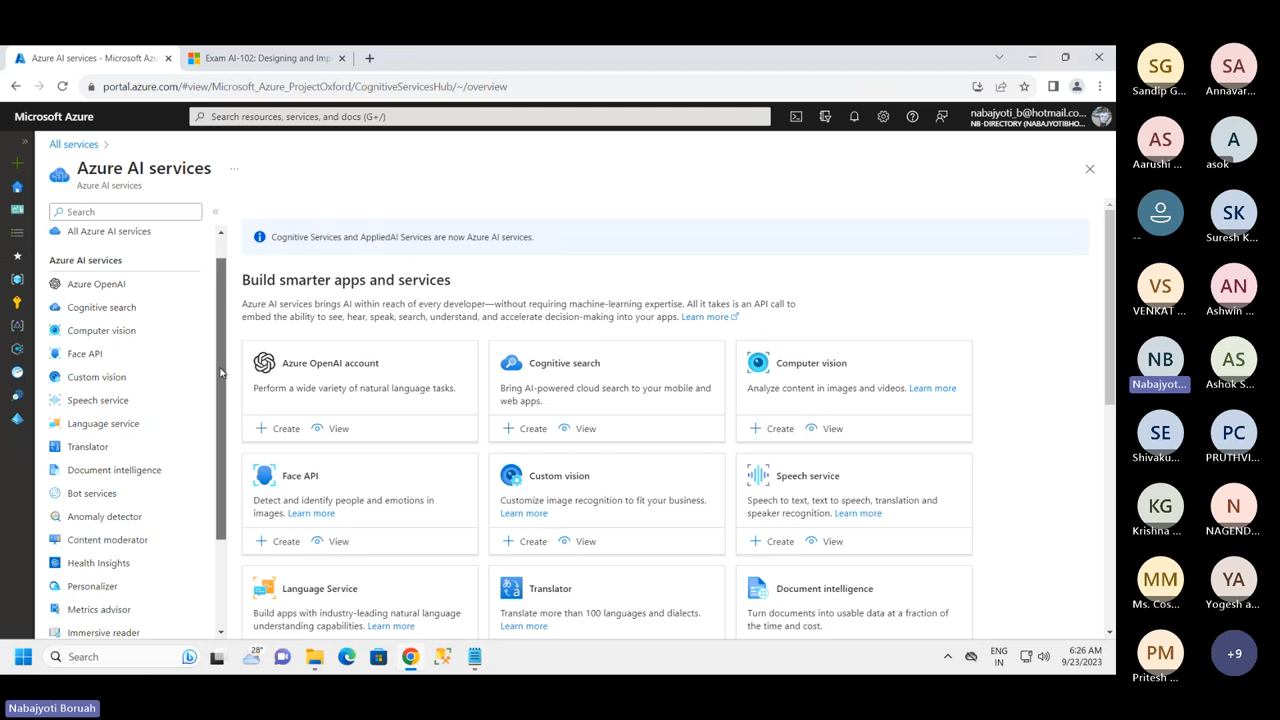 Azure AI services - Microsoft Azu
Exam AI-102: Designing and Imp
portal.azure.com/#view/Microsoft_Azure_ProjectOxford/CognitiveServicesHub/~/overview
Microsoft Azure
Search resources, services, and docs (G+/)
nabajyoti_b@hotmail.co...
NB-DIRECTORY (NABAJYOTIBHO...
All services
Azure AI services
...
Azure AI services
Search
All Azure AI services
Azure AI services
Azure OpenAI
Cognitive search
Computer vision
Face API
Custom vision
Speech service
Language service
Translator
Document intelligence
Bot services
Anomaly detector
Content moderator
Health Insights
Personalizer
Metrics advisor
Immersive reader
Cognitive Services and AppliedAI Services are now Azure AI services.
Build smarter apps and services
Azure AI services brings AI within reach of every developer—without requiring machine-learning expertise. All it takes is an API call to
embed the ability to see, hear, speak, search, understand, and accelerate decision-making into your apps. Learn more
Azure OpenAI account
Perform a wide variety of natural language tasks.
Create View
Cognitive search
Bring AI-powered cloud search to your mobile and
web apps.
Create View
Computer vision
Analyze content in images and videos. Learn more
Create View
Face API
Detect and identify people and emotions in
images. Learn more
Create View
Custom vision
Customize image recognition to fit your business.
Learn more
Create View
Speech service
Speech to text, text to speech, translation and
speaker recognition. Learn more
Create View
Language Service
Build apps with industry-leading natural language
understanding capabilities. Learn more
Translator
Translate more than 100 languages and dialects.
Learn more
Document intelligence
Turn documents into usable data at a fraction of
the time and cost.
Search
28°
ENG
IN
6:26 AM
9/23/2023
SG
Sandip G...
SA
Annavar...
AS
Aarushi ...
A
asok
--
SK
Suresh K...
VS
VENKAT ...
AN
Ashwin ...
NB
Nabajyot...
AS
Ashok S...
SE
Shivaku...
PC
PRUTHVI...
KG
Krishna ...
N
NAGEND...
MM
Ms. Cos...
YA
Yogesh a...
PM
Pritesh ...
+9
Nabajyoti Boruah